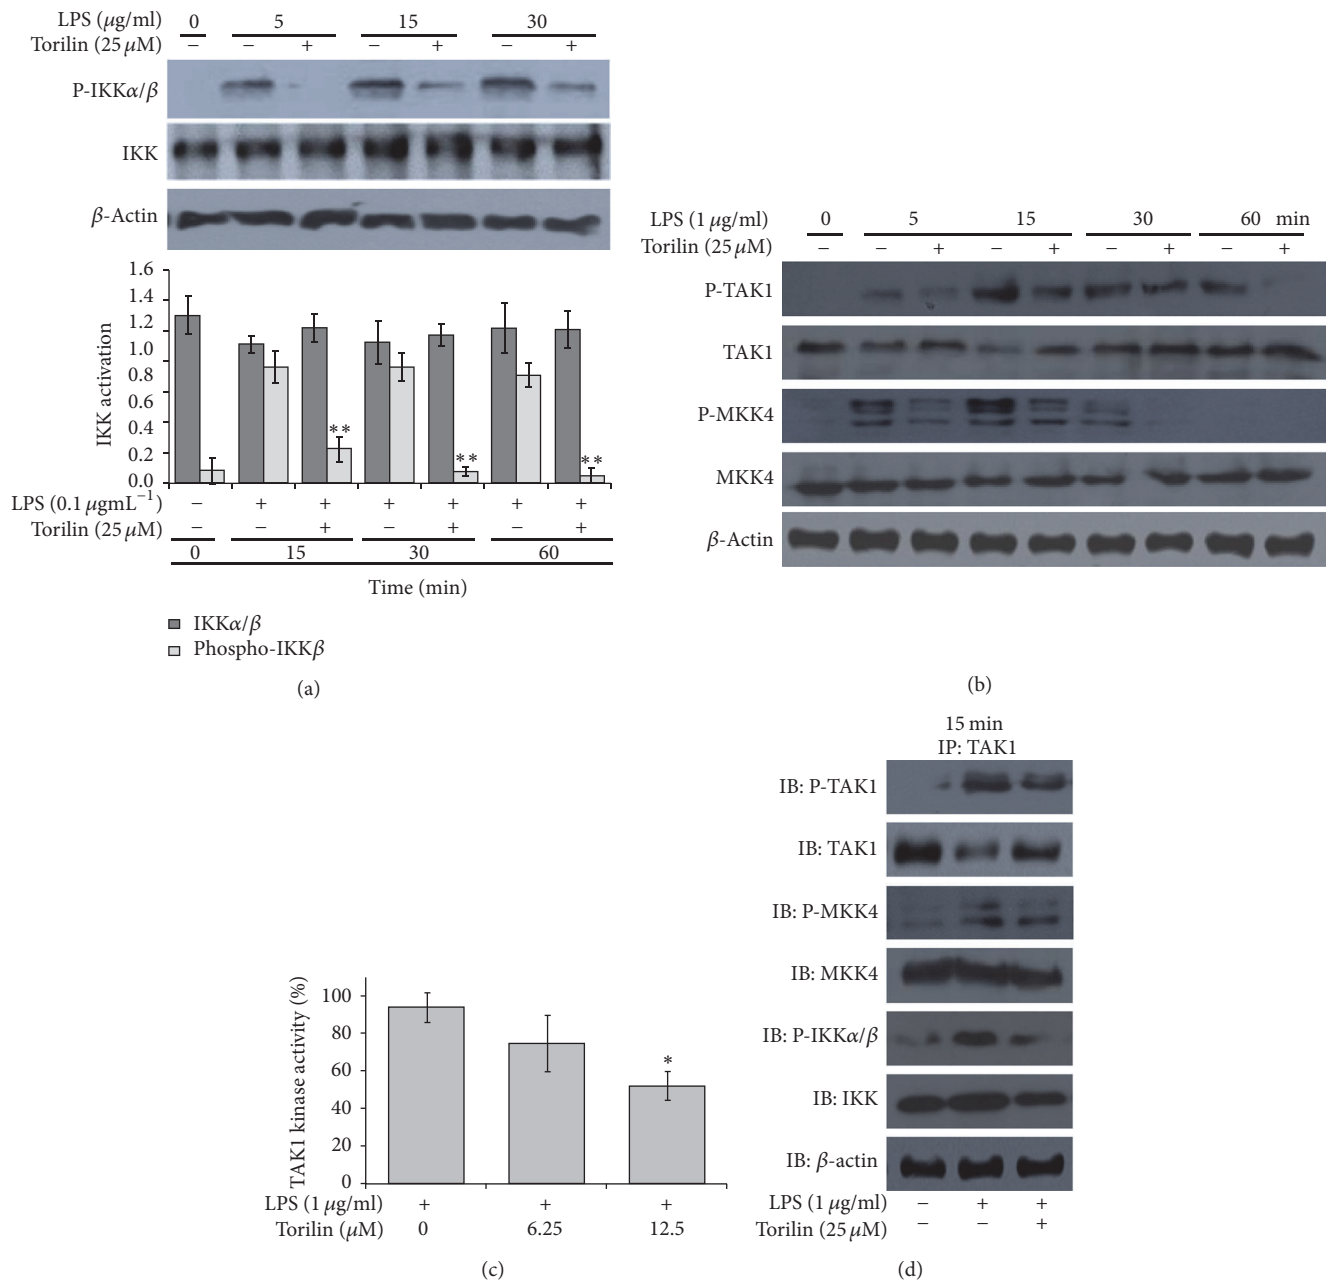 LPS (μg/ml) 0 5 15 30
Torilin (25 μM) − − + − + − +
P-IKKα/β
IKK
β-Actin
1.6
1.4
1.2
1.0
0.8
0.6
0.4
0.2
0.0
IKK activation
** ** **
LPS (0.1 μgmL−1) − + + + + + +
Torilin (25 μM) − − + − + − +
0 15 30 60
Time (min)
IKKα/β
Phospho-IKKβ
(a)
LPS (1 μg/ml) 0 5 15 30 60 min
Torilin (25 μM) − − + − + − + − +
P-TAK1
TAK1
P-MKK4
MKK4
β-Actin
(b)
TAK1 kinase activity (%)
100
80
60
40
20
0
*
LPS (1 μg/ml) + + +
Torilin (μM) 0 6.25 12.5
(c)
15 min
IP: TAK1
IB: P-TAK1
IB: TAK1
IB: P-MKK4
IB: MKK4
IB: P-IKKα/β
IB: IKK
IB: β-actin
LPS (1 μg/ml) − + +
Torilin (25 μM) − − +
(d)